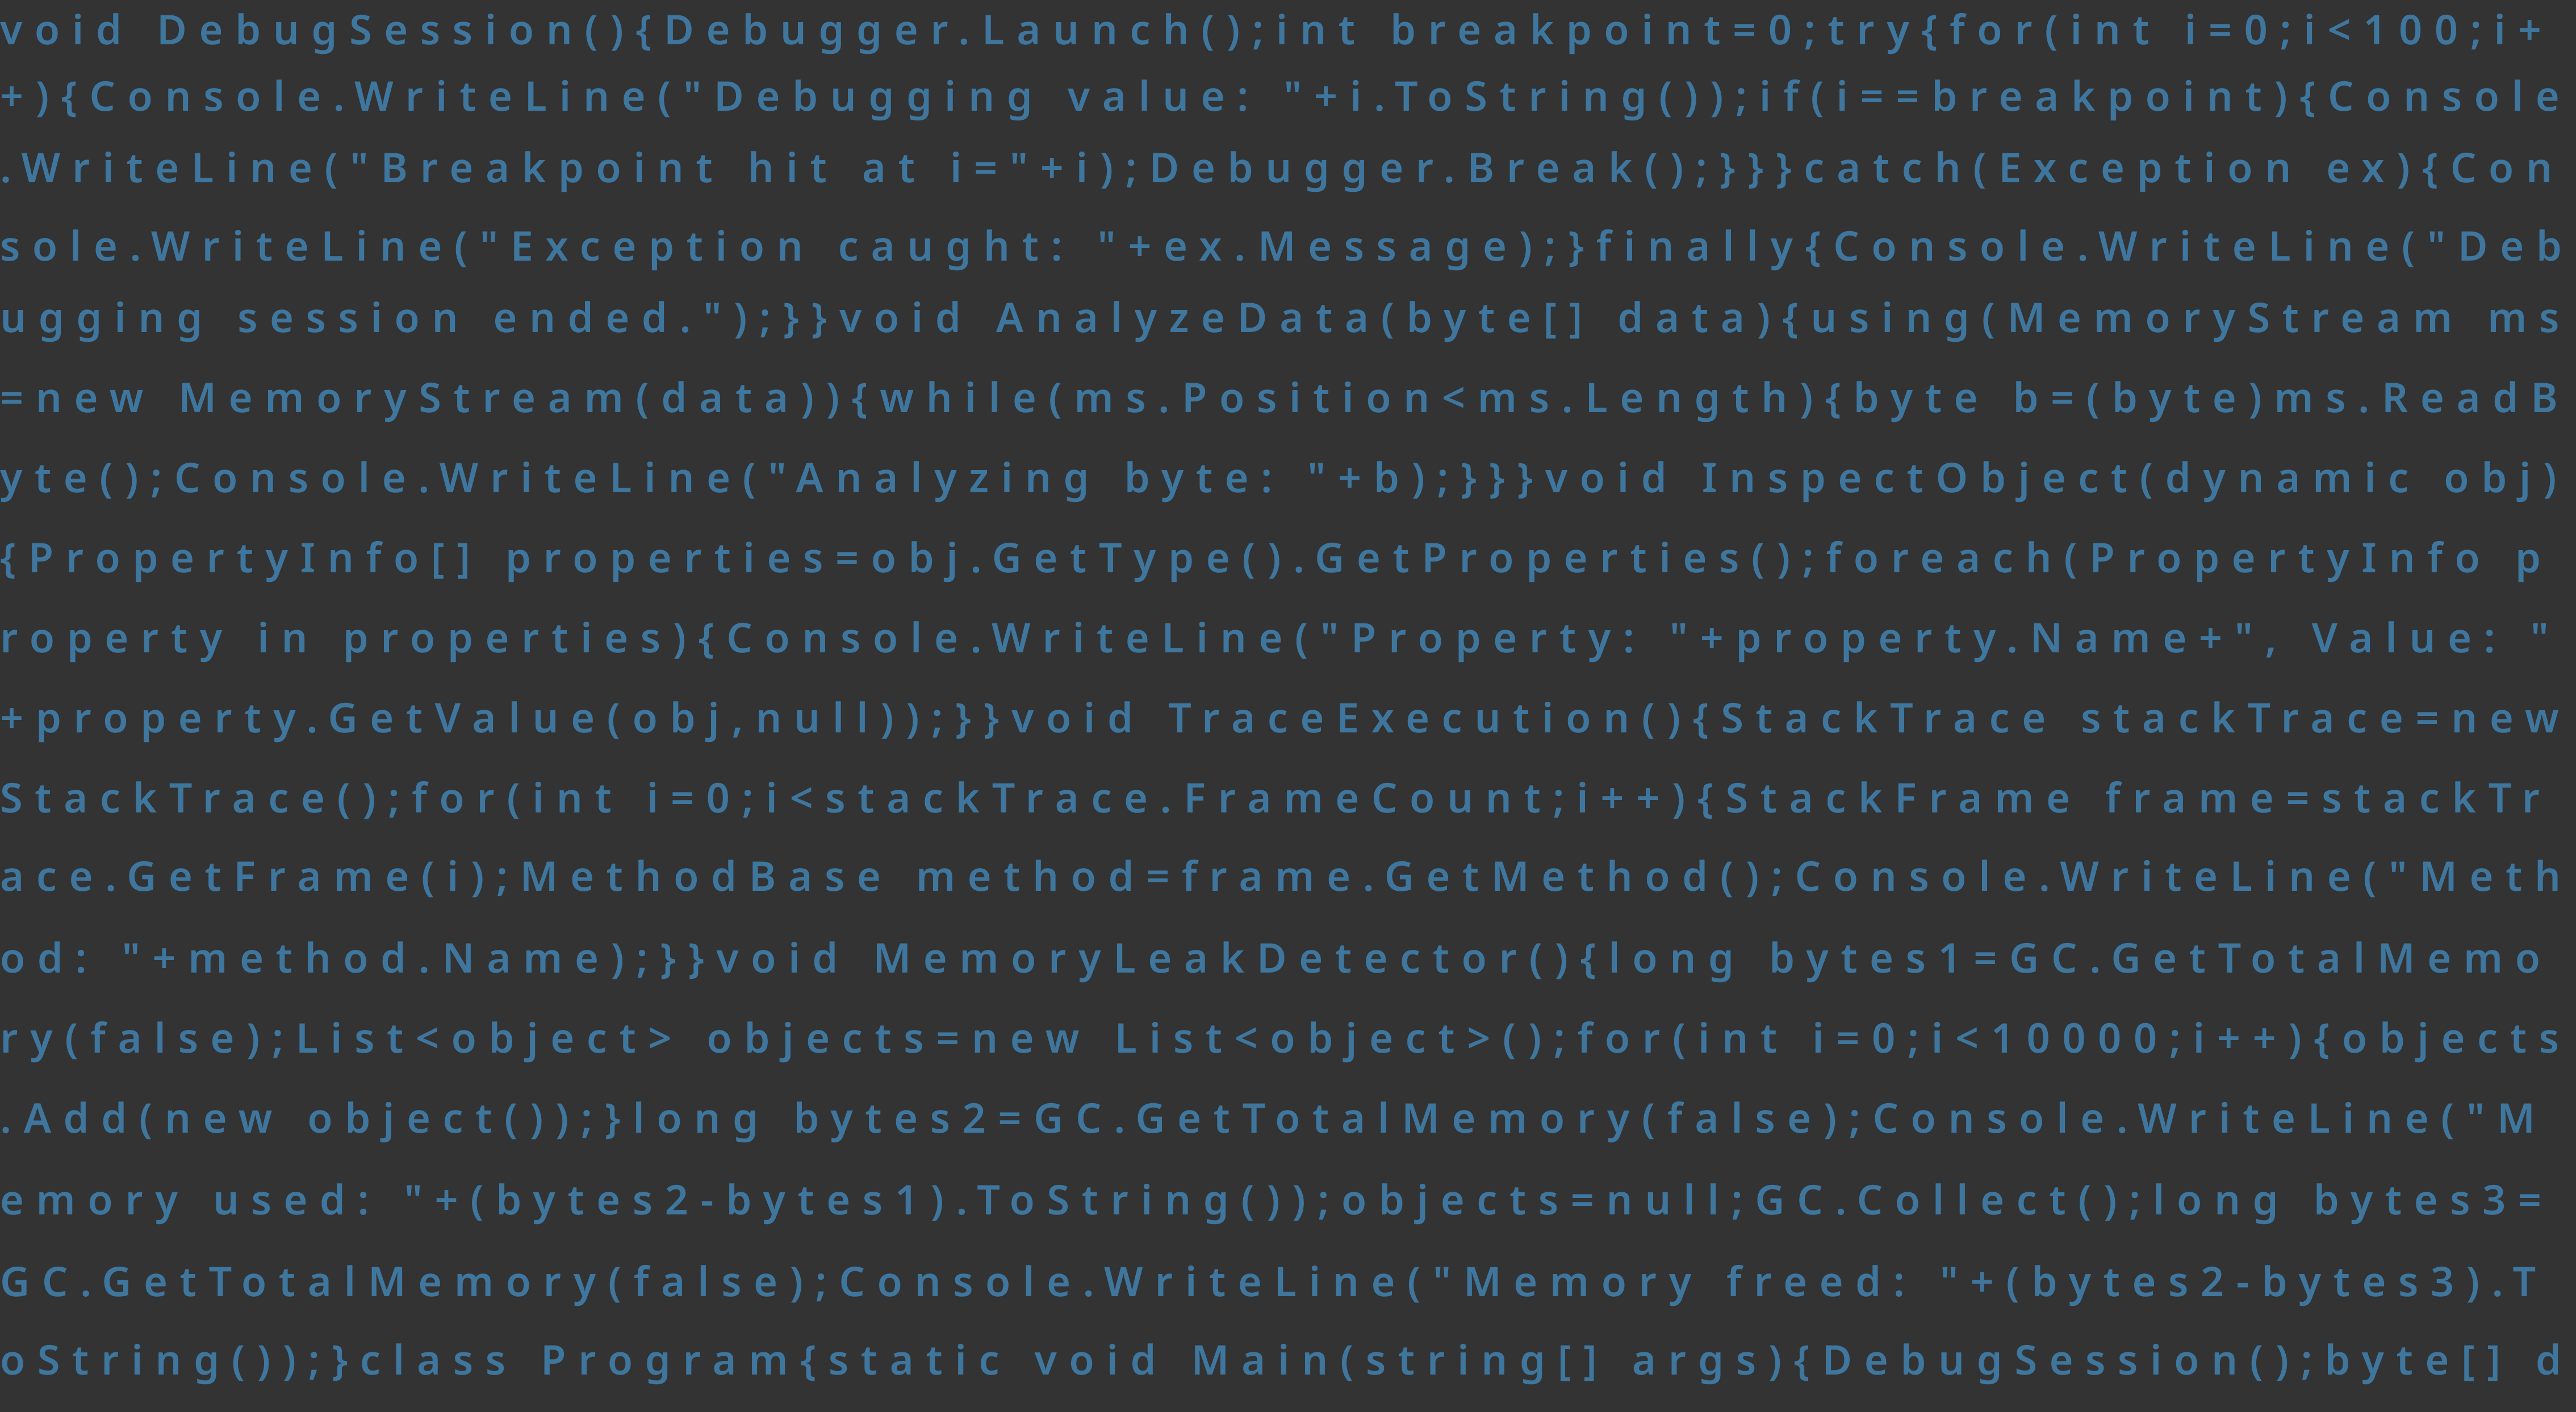 void DebugSession(){Debugger.Launch();int breakpoint=0;try{for(int i=0;i<100;i+
+){Console.WriteLine("Debugging value: "+i.ToString());if(i==breakpoint){Console
.WriteLine("Breakpoint hit at i="+i);Debugger.Break();}}}catch(Exception ex){Con
sole.WriteLine("Exception caught: "+ex.Message);}finally{Console.WriteLine("Deb
ugging session ended.");}}void AnalyzeData(byte[] data){using(MemoryStream ms
=new MemoryStream(data)){while(ms.Position<ms.Length){byte b=(byte)ms.ReadB
yte();Console.WriteLine("Analyzing byte: "+b);}}}void InspectObject(dynamic obj)
{PropertyInfo[] properties=obj.GetType().GetProperties();foreach(PropertyInfo p
roperty in properties){Console.WriteLine("Property: "+property.Name+", Value: "
+property.GetValue(obj,null));}}void TraceExecution(){StackTrace stackTrace=new
StackTrace();for(int i=0;i<stackTrace.FrameCount;i++){StackFrame frame=stackTr
ace.GetFrame(i);MethodBase method=frame.GetMethod();Console.WriteLine("Meth
od: "+method.Name);}}void MemoryLeakDetector(){long bytes1=GC.GetTotalMemo
ry(false);List<object> objects=new List<object>();for(int i=0;i<10000;i++){objects
.Add(new object());}long bytes2=GC.GetTotalMemory(false);Console.WriteLine("M
emory used: "+(bytes2-bytes1).ToString());objects=null;GC.Collect();long bytes3=
GC.GetTotalMemory(false);Console.WriteLine("Memory freed: "+(bytes2-bytes3).T
oString());}class Program{static void Main(string[] args){DebugSession();byte[] d